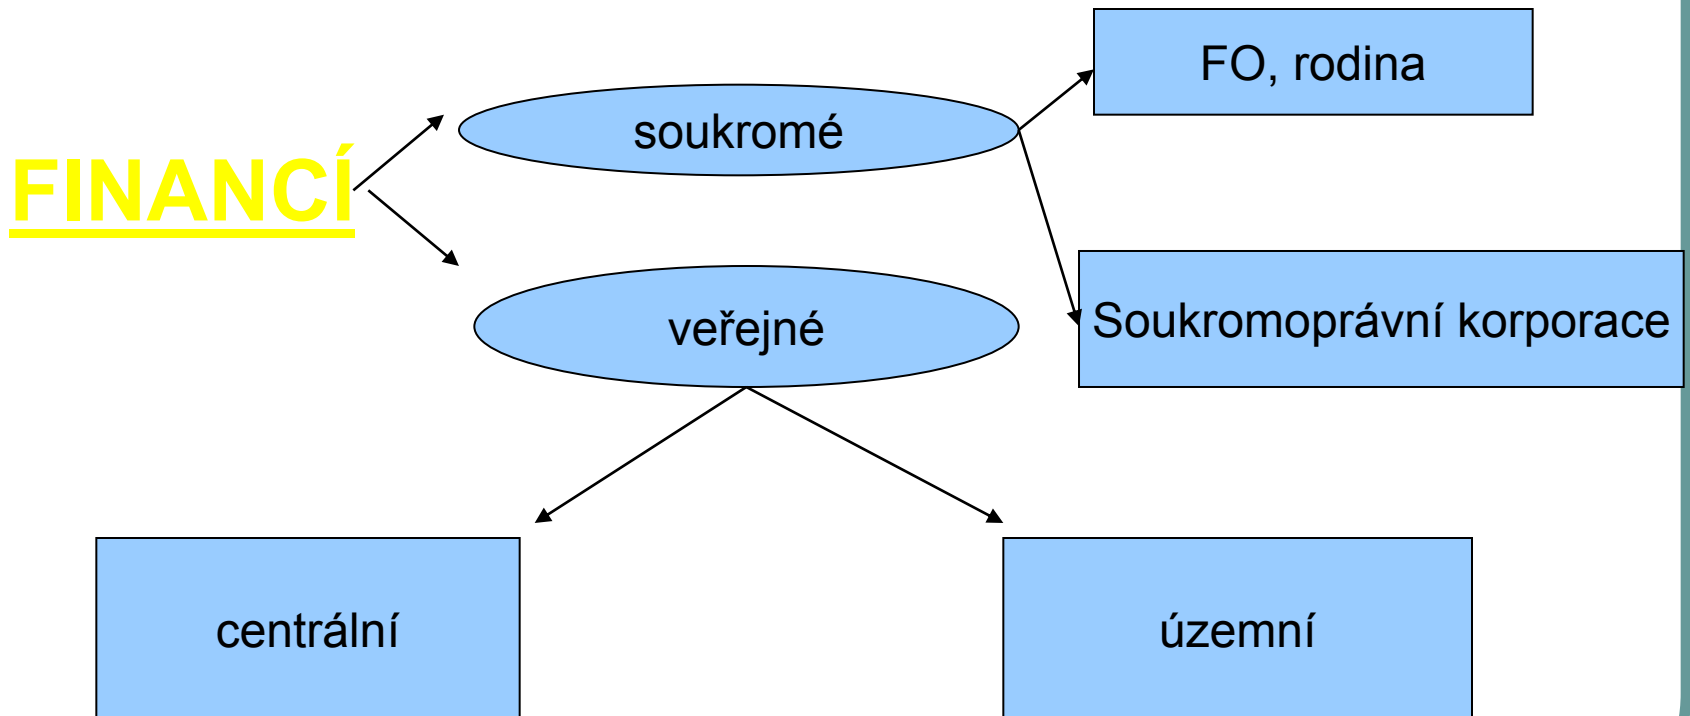 FO, rodina
soukromé
FINANCÍ
veřejné
Soukromoprávní korporace
centrální
územní